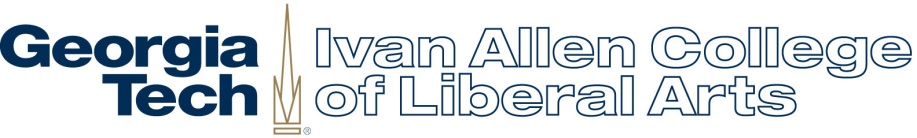 Georgia
Tech
®
Ivan Allen College
of Liberal Arts